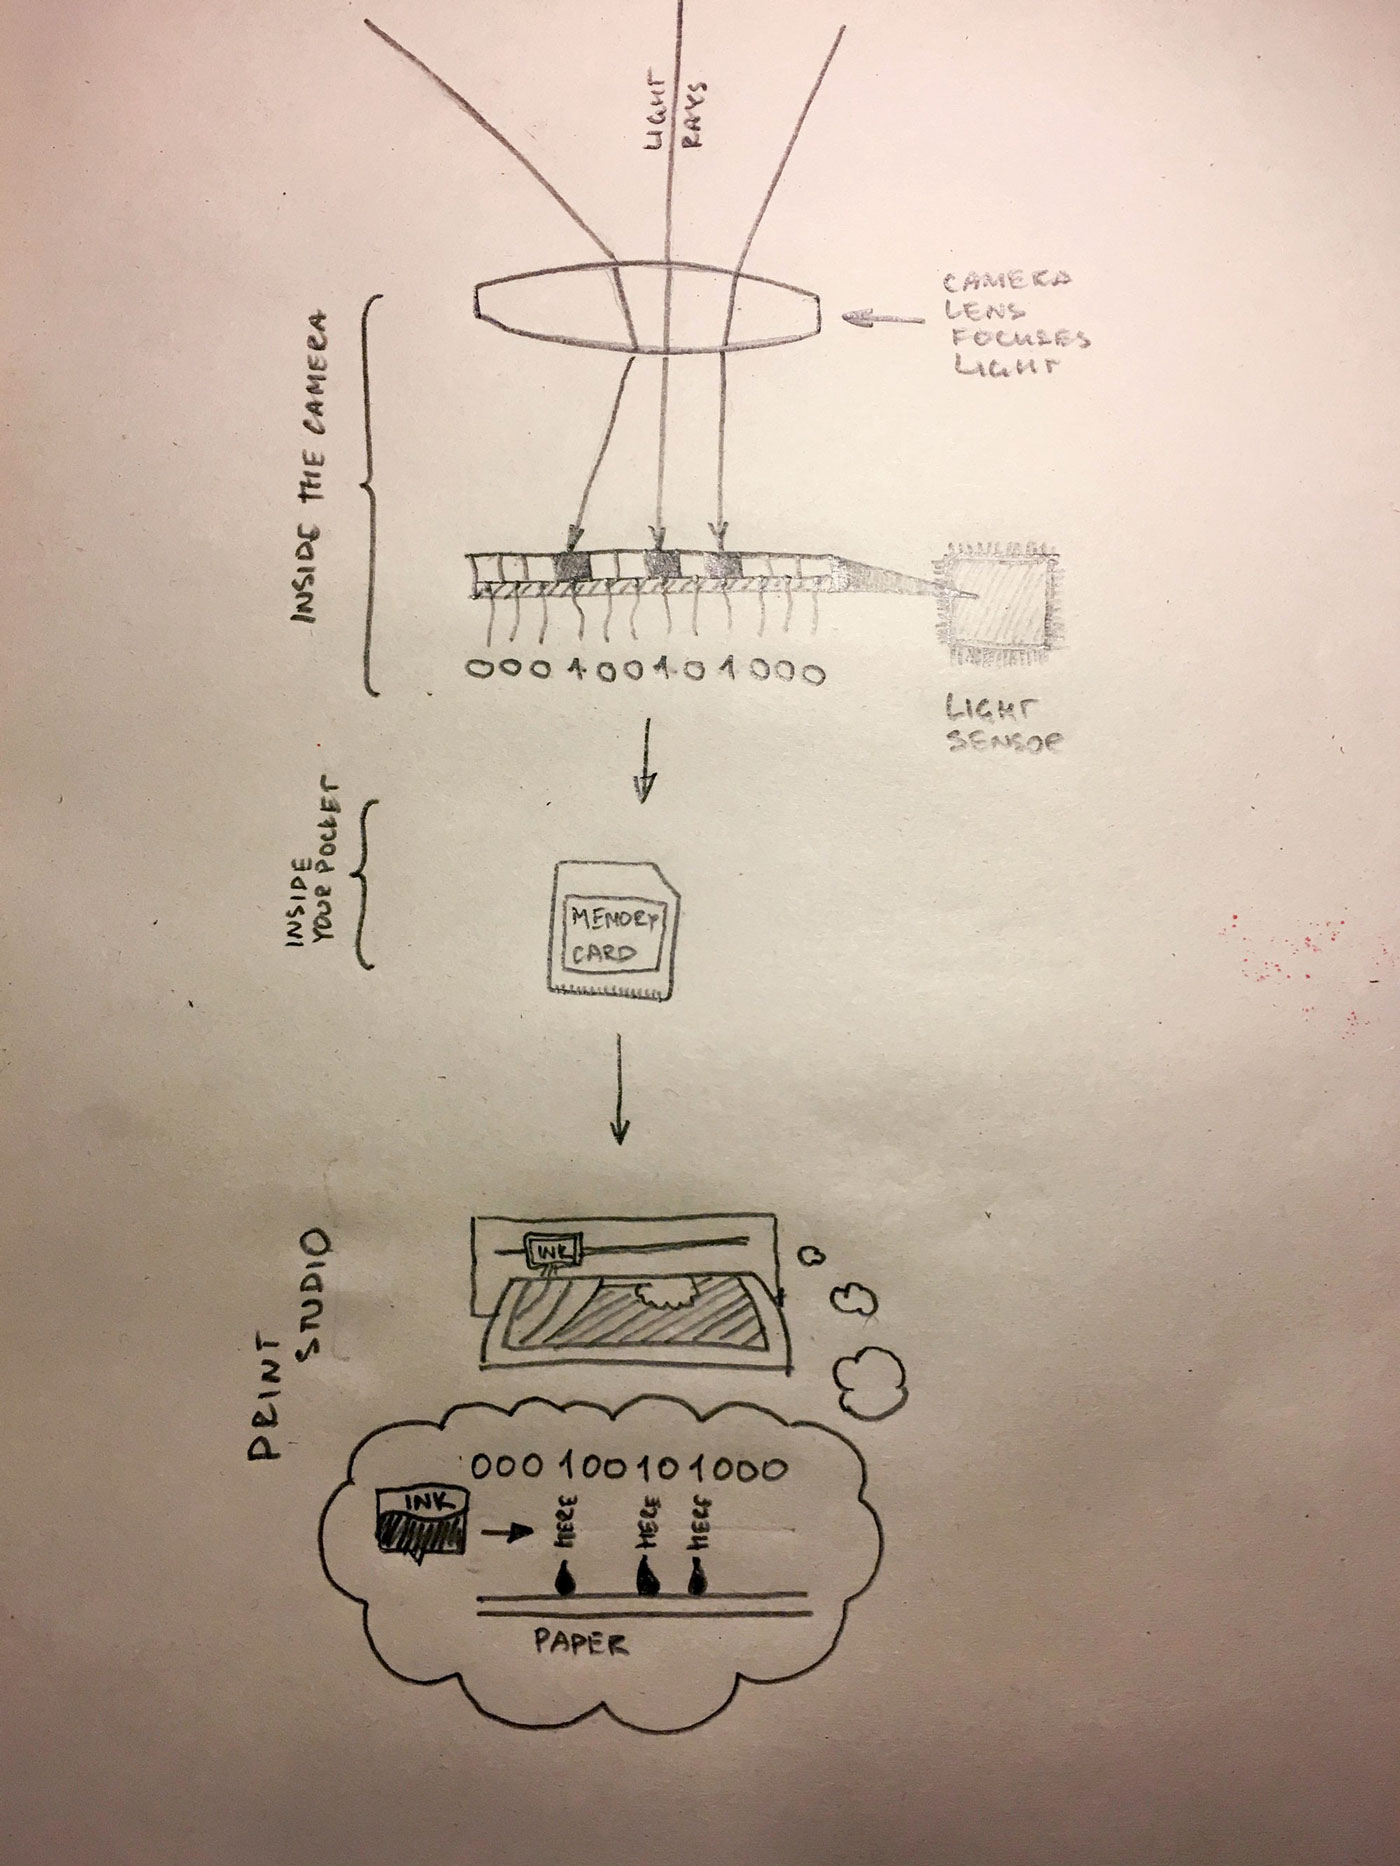 LIGHT
RAYS
CAMERA
LENS
FOCUSES
LIGHT
INSIDE THE CAMERA
000100101000
LIGHT
SENSOR
INSIDE
YOUR POCKET
MEMORY
CARD
PRINT
STUDIO
INK
000100101000
INK
HERE
HERE
HERE
PAPER